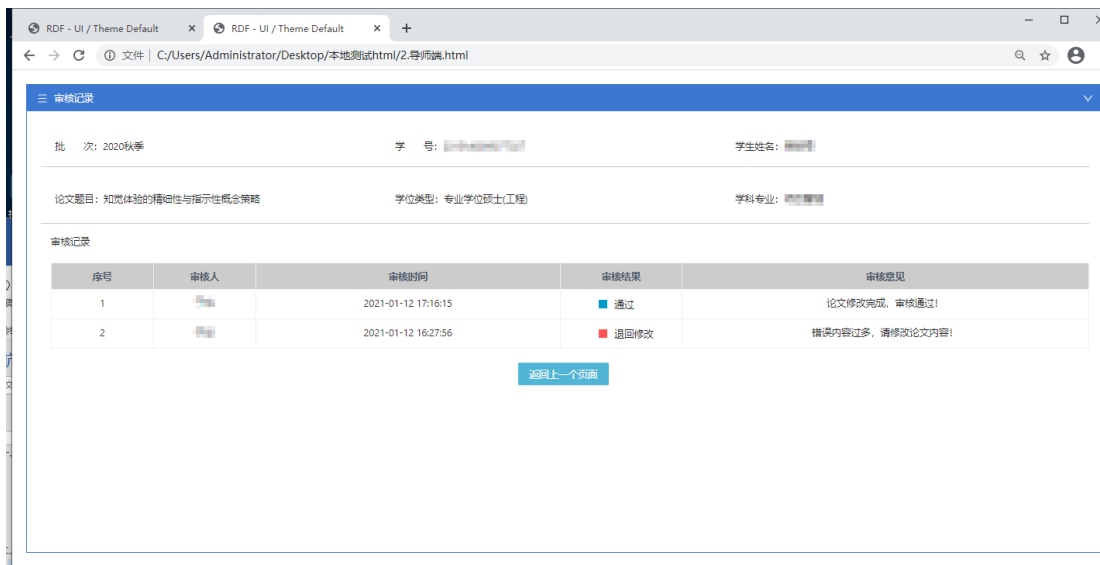 RDF - UI / Theme Default RDF - UI / Theme Default
文件 C:/Users/Administrator/Desktop/本地测试html/2.导师端.html
审核记录
批 次：2020秋季 学 号： 学生姓名：
论文题目：知觉体验的精细性与指示性概念策略 学位类型：专业学位硕士(工程) 学科专业：
审核记录
序号 审核人 审核时间 审核结果 审核意见
1 2021-01-12 17:16:15 通过 论文修改完成，审核通过！
2 2021-01-12 16:27:56 退回修改 错误内容过多，请修改论文内容！
返回上一个页面